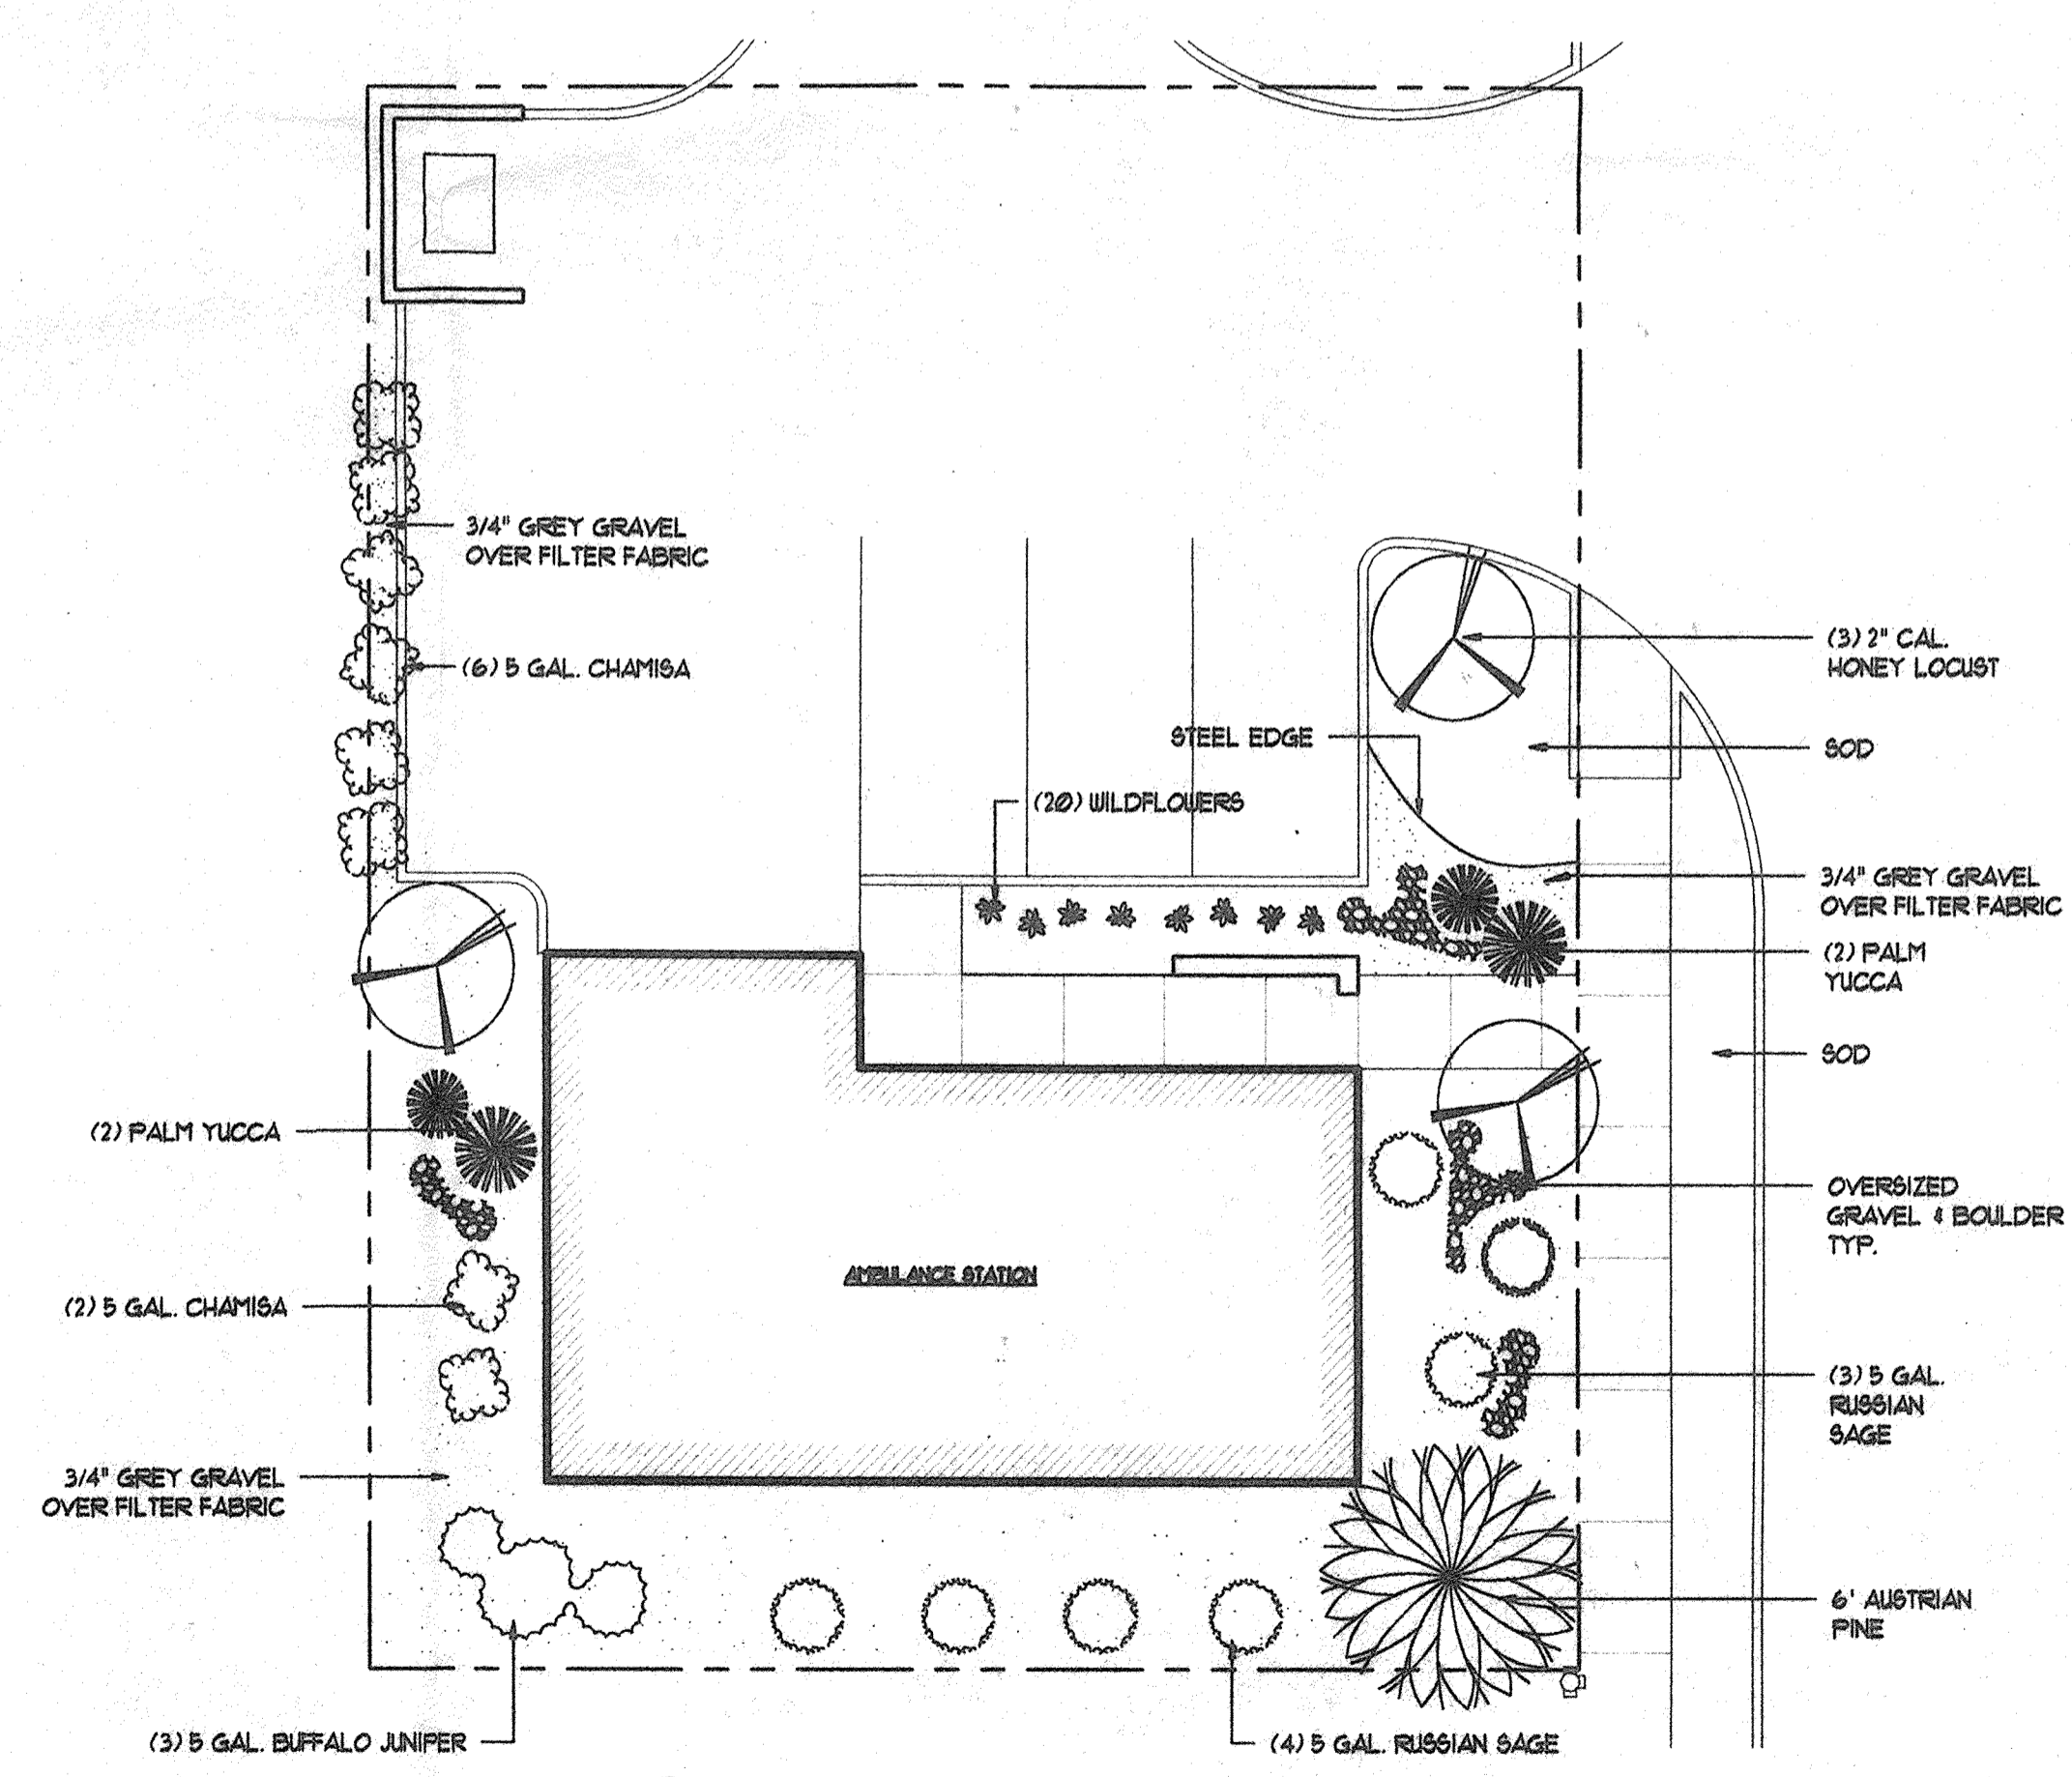 3/4" GREY GRAVEL
OVER FILTER FABRIC
(6) 5 GAL. CHAMISA
(3) 2" CAL.
HONEY LOCUST
STEEL EDGE
SOD
(20) WILDFLOWERS
3/4" GREY GRAVEL
OVER FILTER FABRIC
(2) PALM
YUCCA
SOD
(2) PALM YUCCA
OVERSIZED
GRAVEL & BOULDER
TYP.
AMBULANCE STATION
(2) 5 GAL. CHAMISA
(3) 5 GAL.
RUSSIAN
SAGE
3/4" GREY GRAVEL
OVER FILTER FABRIC
6' AUSTRIAN
PINE
(3) 5 GAL. BUFFALO JUNIPER
(4) 5 GAL. RUSSIAN SAGE